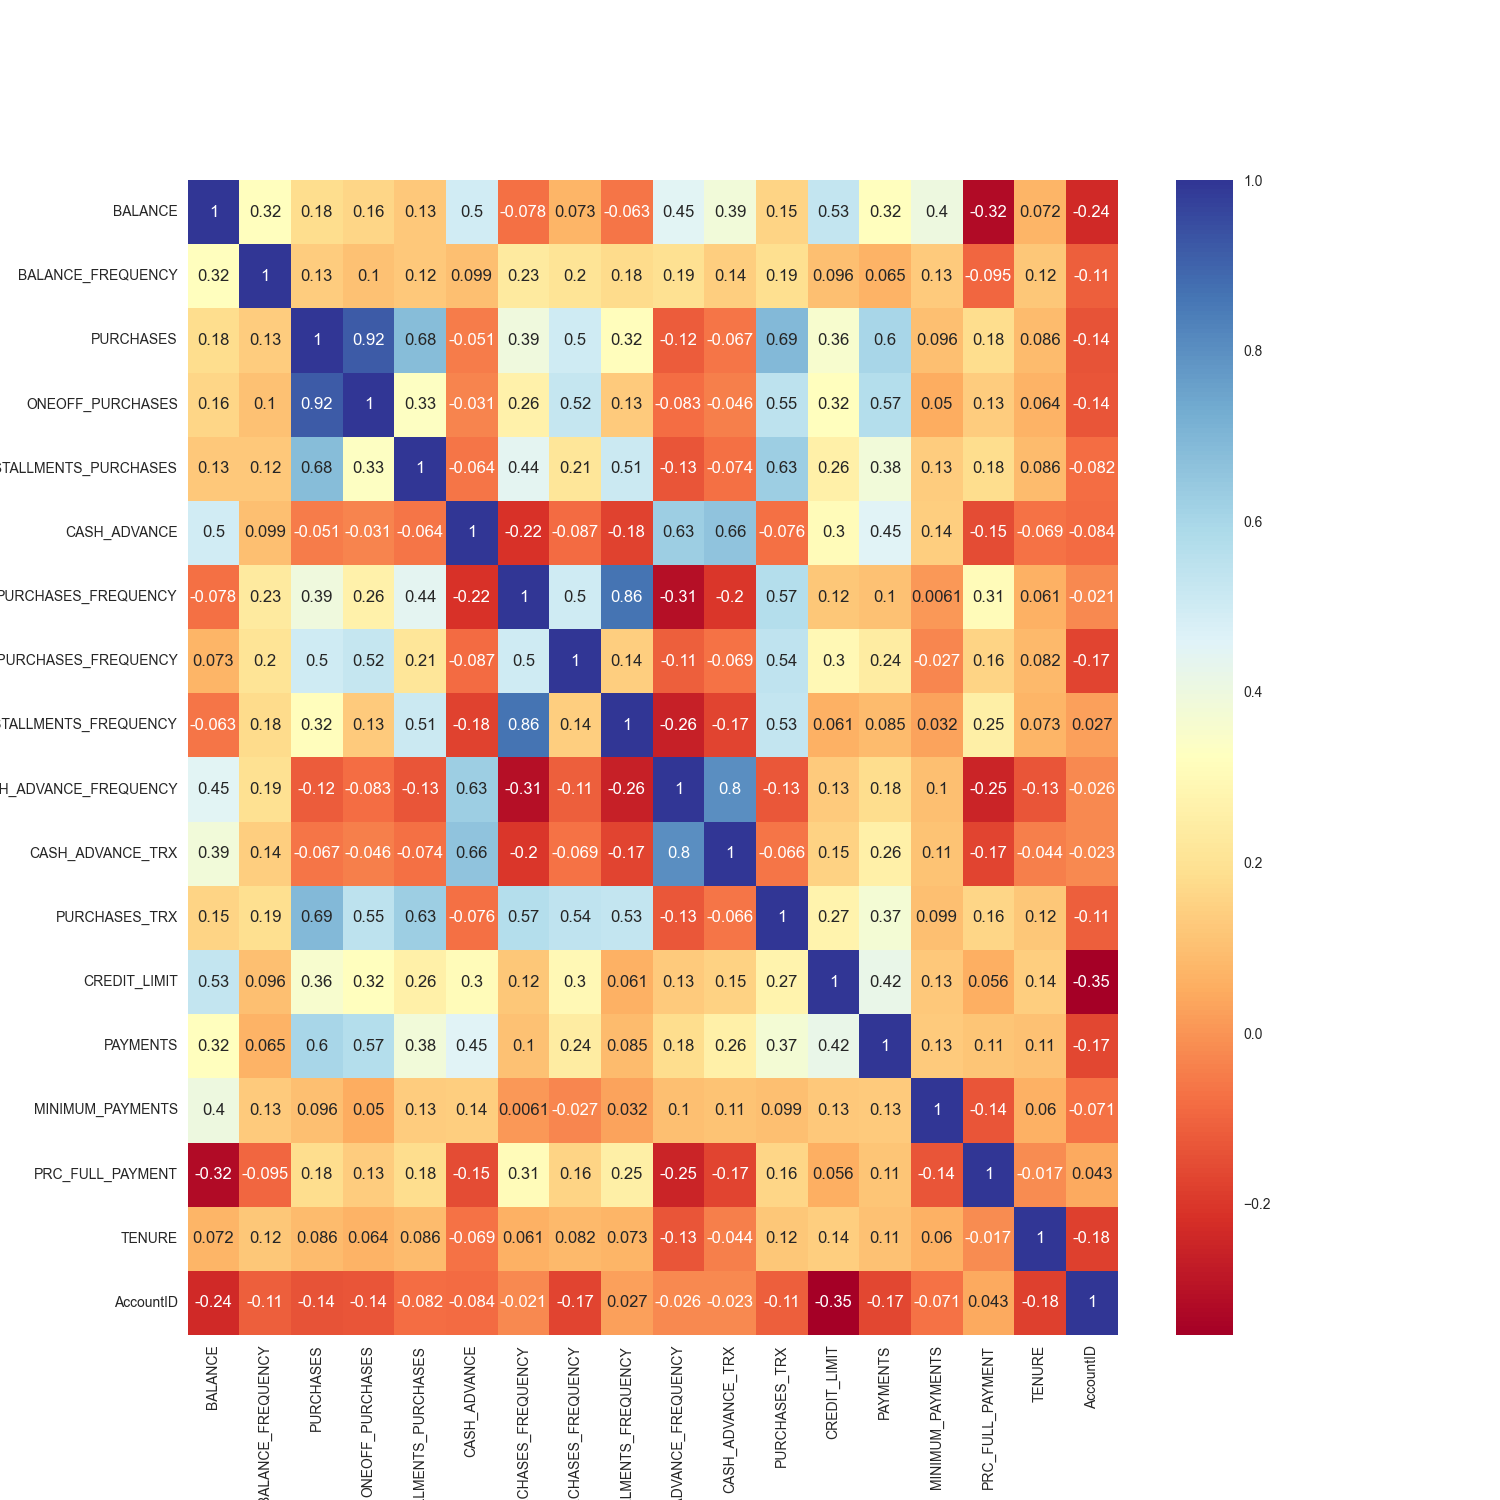 BALANCE 1 0.32 0.18 0.16 0.13 0.5 -0.078 0.073 -0.063 0.45 0.39 0.15 0.53 0.32 0.4 -0.32 0.072 -0.24
BALANCE_FREQUENCY 0.32 1 0.13 0.1 0.12 0.099 0.23 0.2 0.18 0.19 0.14 0.19 0.096 0.065 0.13 -0.095 0.12 -0.11
PURCHASES 0.18 0.13 1 0.92 0.68 -0.051 0.39 0.5 0.32 -0.12 -0.067 0.69 0.36 0.6 0.096 0.18 0.086 -0.14
ONEOFF_PURCHASES 0.16 0.1 0.92 1 0.33 -0.031 0.26 0.52 0.13 -0.083 -0.046 0.55 0.32 0.57 0.05 0.13 0.064 -0.14
STALLMENTS_PURCHASES 0.13 0.12 0.68 0.33 1 -0.064 0.44 0.21 0.51 -0.13 -0.074 0.63 0.26 0.38 0.13 0.18 0.086 -0.082
CASH_ADVANCE 0.5 0.099 -0.051 -0.031 -0.064 1 -0.22 -0.087 -0.18 0.63 0.66 -0.076 0.3 0.45 0.14 -0.15 -0.069 -0.084
PURCHASES_FREQUENCY -0.078 0.23 0.39 0.26 0.44 -0.22 1 0.5 0.86 -0.31 -0.2 0.57 0.12 0.1 0.0061 0.31 0.061 -0.021
PURCHASES_FREQUENCY 0.073 0.2 0.5 0.52 0.21 -0.087 0.5 1 0.14 -0.11 -0.069 0.54 0.3 0.24 -0.027 0.16 0.082 -0.17
STALLMENTS_FREQUENCY -0.063 0.18 0.32 0.13 0.51 -0.18 0.86 0.14 1 -0.26 -0.17 0.53 0.061 0.085 0.032 0.25 0.073 0.027
H_ADVANCE_FREQUENCY 0.45 0.19 -0.12 -0.083 -0.13 0.63 -0.31 -0.11 -0.26 1 0.8 -0.13 0.13 0.18 0.1 -0.25 -0.13 -0.026
CASH_ADVANCE_TRX 0.39 0.14 -0.067 -0.046 -0.074 0.66 -0.2 -0.069 -0.17 0.8 1 -0.066 0.15 0.26 0.11 -0.17 -0.044 -0.023
PURCHASES_TRX 0.15 0.19 0.69 0.55 0.63 -0.076 0.57 0.54 0.53 -0.13 -0.066 1 0.27 0.37 0.099 0.16 0.12 -0.11
CREDIT_LIMIT 0.53 0.096 0.36 0.32 0.26 0.3 0.12 0.3 0.061 0.13 0.15 0.27 1 0.42 0.13 0.056 0.14 -0.35
PAYMENTS 0.32 0.065 0.6 0.57 0.38 0.45 0.1 0.24 0.085 0.18 0.26 0.37 0.42 1 0.13 0.11 0.11 -0.17
MINIMUM_PAYMENTS 0.4 0.13 0.096 0.05 0.13 0.14 0.0061 -0.027 0.032 0.1 0.11 0.099 0.13 0.13 1 -0.14 0.06 -0.071
PRC_FULL_PAYMENT -0.32 -0.095 0.18 0.13 0.18 -0.15 0.31 0.16 0.25 -0.25 -0.17 0.16 0.056 0.11 -0.14 1 -0.017 0.043
TENURE 0.072 0.12 0.086 0.064 0.086 -0.069 0.061 0.082 0.073 -0.13 -0.044 0.12 0.14 0.11 0.06 -0.017 1 -0.18
AccountID -0.24 -0.11 -0.14 -0.14 -0.082 -0.084 -0.021 -0.17 0.027 -0.026 -0.023 -0.11 -0.35 -0.17 -0.071 0.043 -0.18 1
BALANCE
BALANCE_FREQUENCY
PURCHASES
ONEOFF_PURCHASES
LLMENTS_PURCHASES
CASH_ADVANCE
CHASES_FREQUENCY
CHASES_FREQUENCY
LLMENTS_FREQUENCY
ADVANCE_FREQUENCY
CASH_ADVANCE_TRX
PURCHASES_TRX
CREDIT_LIMIT
PAYMENTS
MINIMUM_PAYMENTS
PRC_FULL_PAYMENT
TENURE
AccountID
1.0
0.8
0.6
0.4
0.2
0.0
−0.2